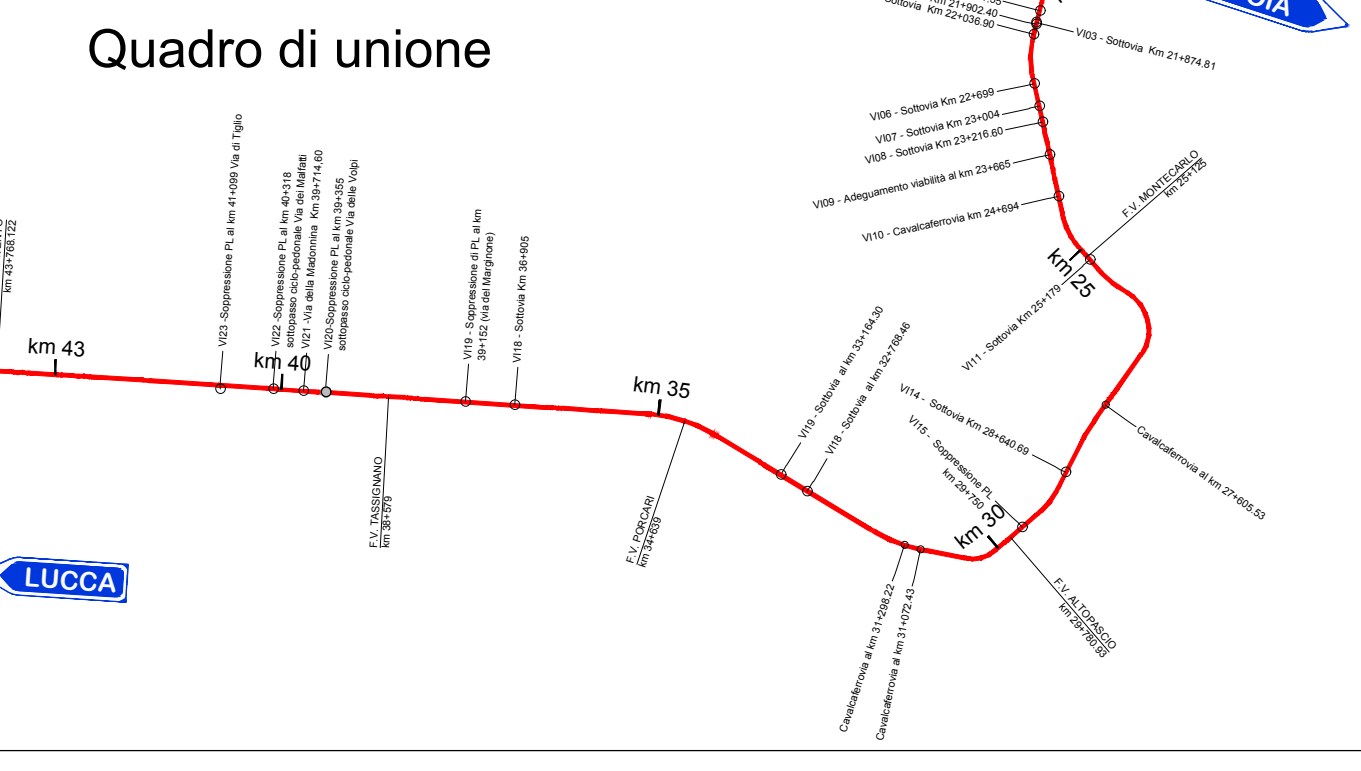 Quadro di unione
21+902.40
Sottovia Km 22+036.90
VI03 - Sottovia Km 21+874.81
VI06 - Sottovia Km 22+699
VI07 - Sottovia Km 23+004
VI08 - Sottovia Km 23+216.60
VI09 - Adeguamento viabilità al km 23+665
VI10 - Cavalcaferrovia km 24+694
F.V. MONTECARLO
km 25+125
km 25
VI11 - Sottovia Km 25+179
km 43+768.122
km 43
VI23 -Soppressione PL al km 41+099 Via di Tiglio
VI22 -Soppressione PL al km 40+318
sottopasso ciclo-pedonale Via dei Malfatti
km 40
VI21 -Via della Madonnina Km 39+714,60
VI20-Soppressione PL al km 39+355
sottopasso ciclo-pedonale Via delle Volpi
F.V. TASSIGNANO
km 38+579
VI19 - Soppressione di PL al km
39+152 (via del Marginone)
VI18 - Sottovia Km 36+905
km 35
F.V. PORCARI
km 34+639
VI19 - Sottovia al km 33+164.30
VI18 - Sottovia al km 32+768.46
VI14 - Sottovia Km 28+640.69
VI15 - Soppressione PL
km 29+750
km 30
Cavalcaferrovia al km 27+605.53
F.V. ALTOPASCIO
km 29+780.93
Cavalcaferrovia al km 31+298.22
Cavalcaferrovia al km 31+072.43
LUCCA